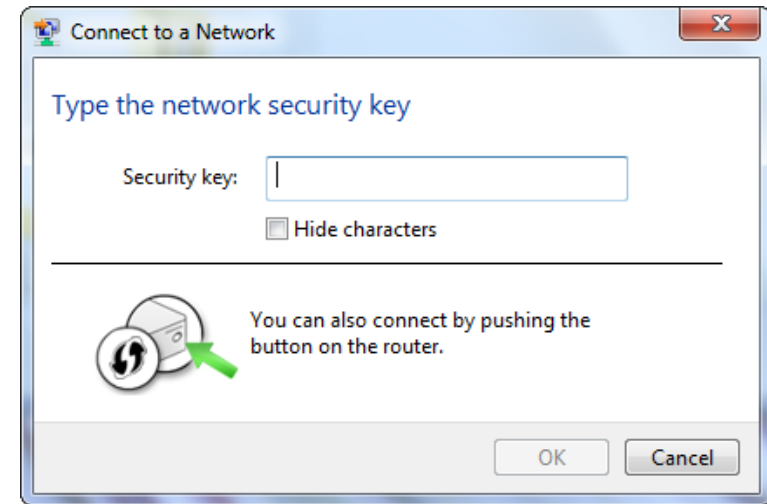 Connect to a Network
Type the network security key
Security key:
Hide characters
You can also connect by pushing the
button on the router.
OK
Cancel